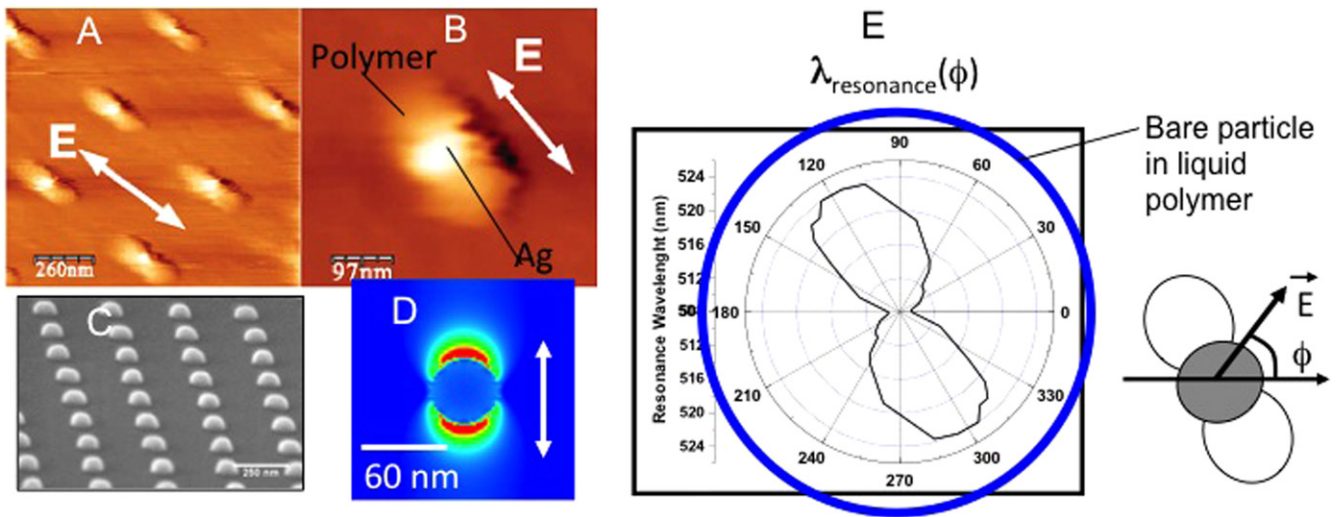 A
E
260nm
B
Polymer
E
Ag
97nm
C
250 nm
D
60 nm
E
λresonance(ϕ)
Bare particle
in liquid
polymer
Resonance Wavelenght (nm)
524
520
516
512
508
512
516
520
524
90
60
30
0
330
300
270
240
210
180
150
120
E
ϕ